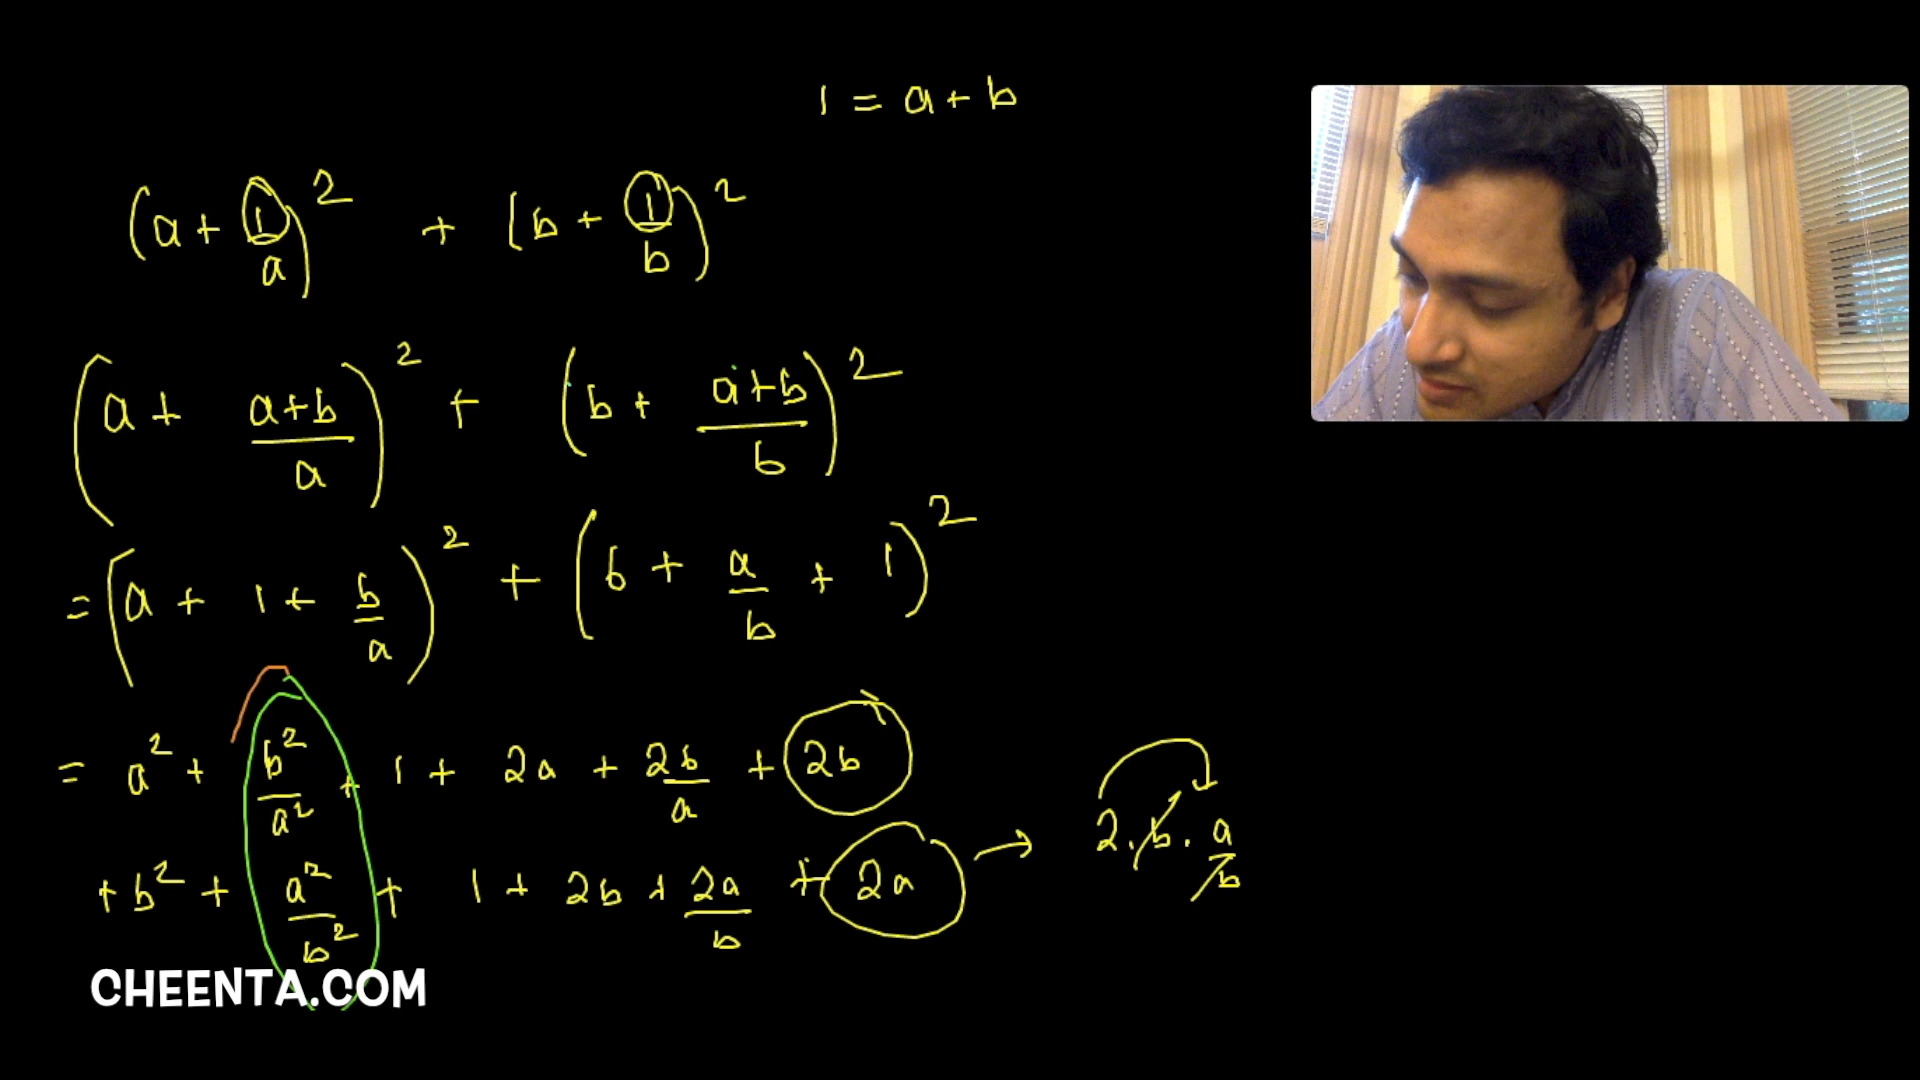 1 = a + b
(a + 1/a)² + (b + 1/b)²
(a + (a+b)/a)² + (b + (a+b)/b)²
= (a + 1 + b/a)² + (b + a/b + 1)²
= a² + b²/a² + 1 + 2a + 2b/a + 2b
+ b² + a²/b² + 1 + 2b + 2a/b + 2a → 2 . b . a/b
CHEENTA.COM